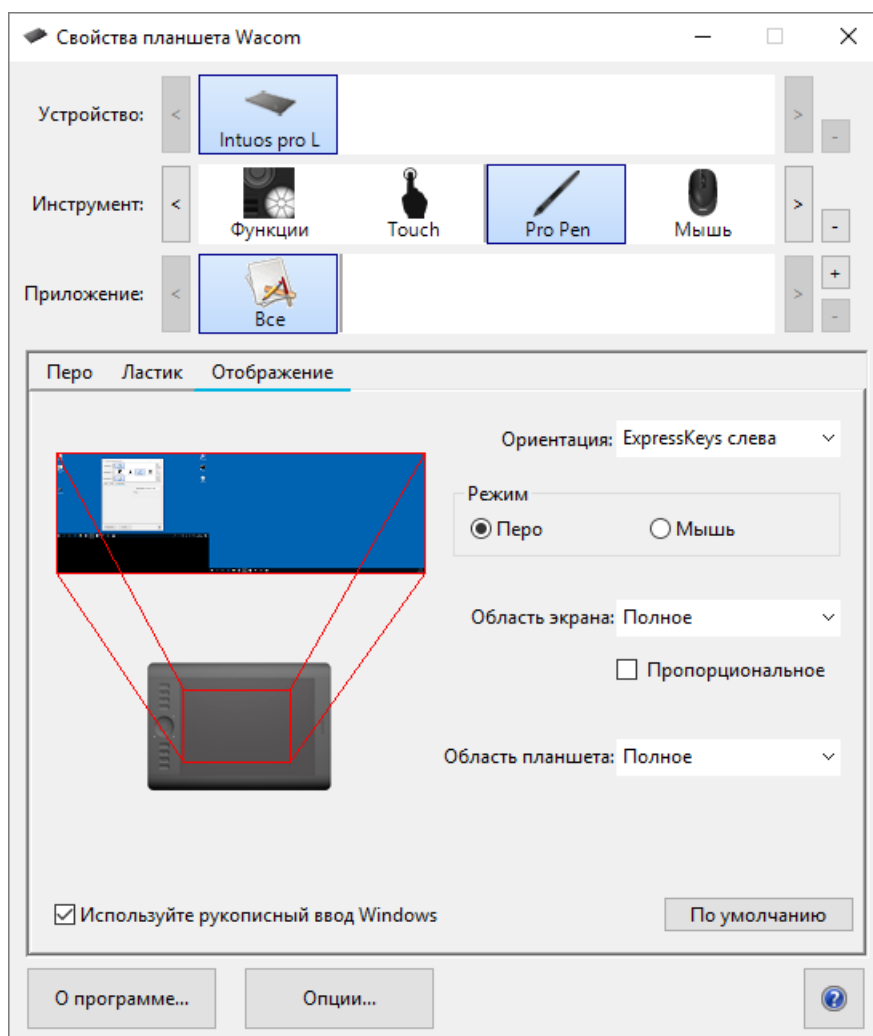 Свойства планшета Wacom
Устройство:
<
Intuos pro L
>
-
Инструмент:
<
Функции
Touch
Pro Pen
Мышь
>
-
Приложение:
<
Все
>
+
-
Перо Ластик Отображение
Ориентация: ExpressKeys слева
Режим
Перо Мышь
Область экрана: Полное
Пропорциональное
Область планшета: Полное
Используйте рукописный ввод Windows
По умолчанию
О программе...
Опции...
?